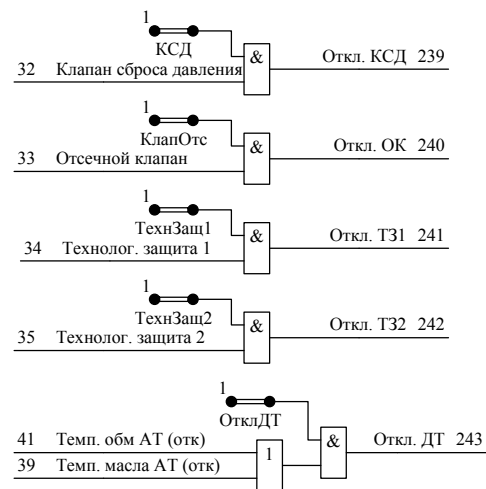 1
КСД
32 Клапан сброса давления
&
Откл. КСД 239
1
КлапОтс
33 Отсечной клапан
&
Откл. ОК 240
1
ТехнЗащ1
34 Технолог. защита 1
&
Откл. ТЗ1 241
1
ТехнЗащ2
35 Технолог. защита 2
&
Откл. ТЗ2 242
1
ОтклДТ
41 Темп. обм АТ (отк)
39 Темп. масла АТ (отк)
1
&
Откл. ДТ 243